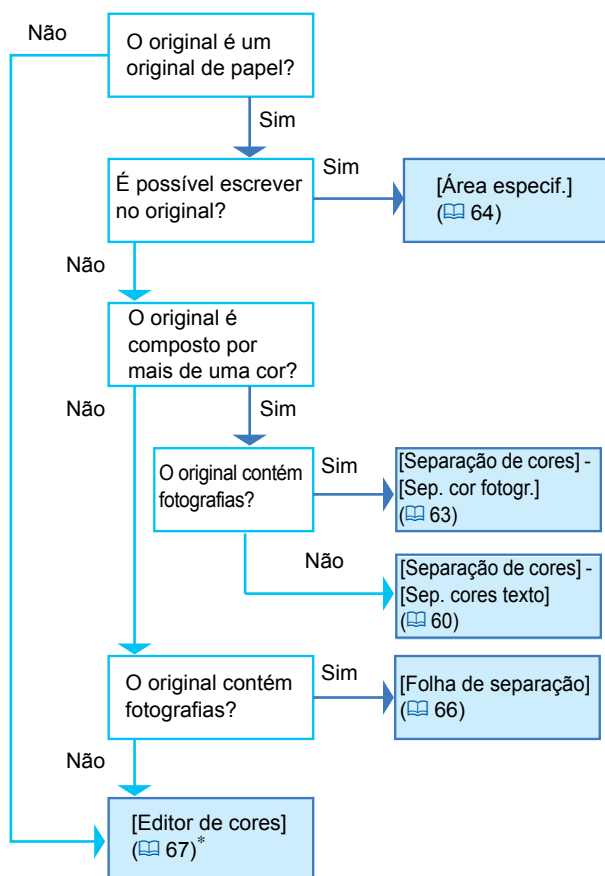 Não
O original é um
original de papel?
Sim
É possível escrever
no original?
Sim
[Área especif.]
(🕮 64)
Não
O original é
composto por
mais de uma cor?
Não
Sim
O original contém
fotografias?
Sim
[Separação de cores] -
[Sep. cor fotogr.]
(🕮 63)
Não
[Separação de cores] -
[Sep. cores texto]
(🕮 60)
O original contém
fotografias?
Sim
[Folha de separação]
(🕮 66)
Não
[Editor de cores]
(🕮 67)*